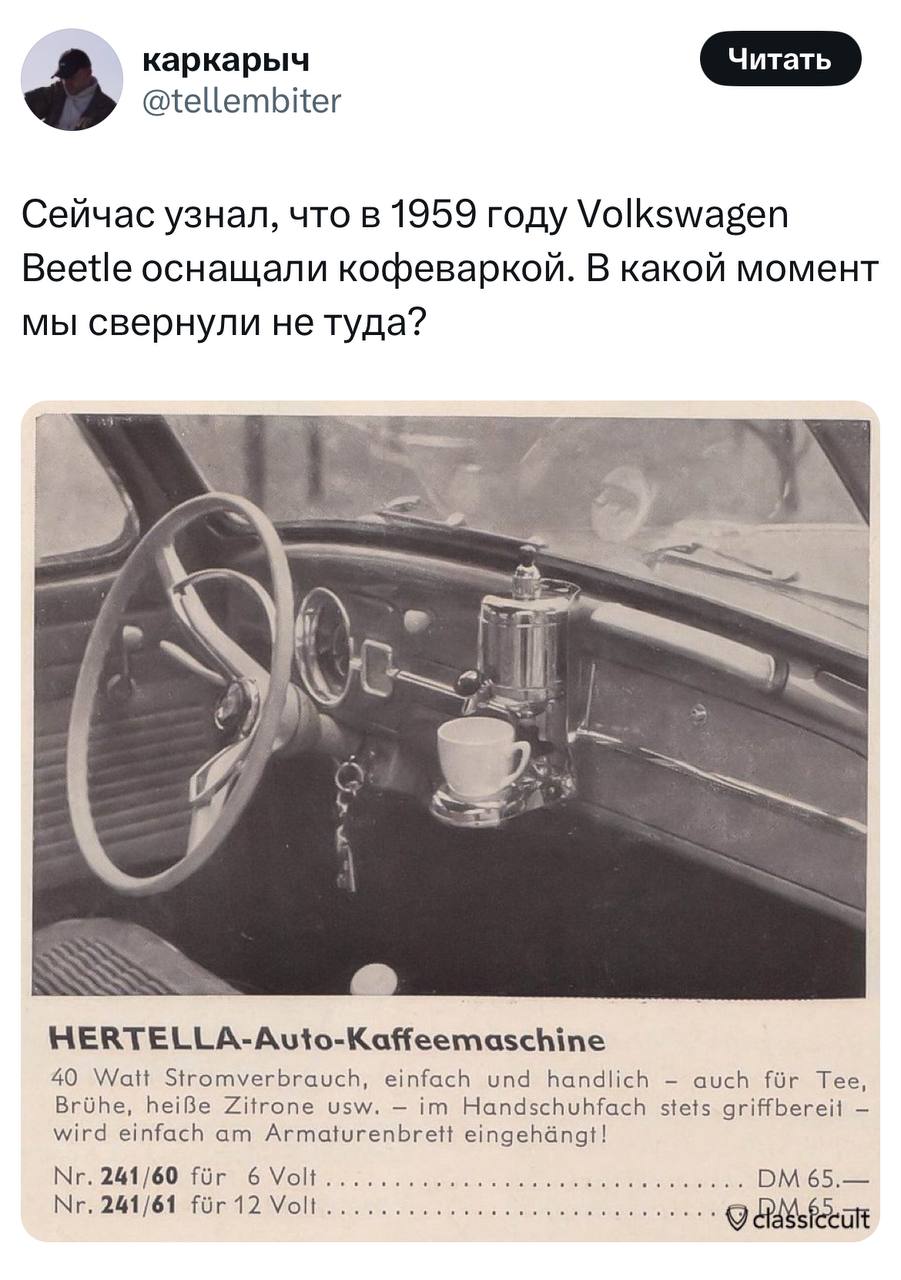 каркарыч
Читать
@tellembiter
Сейчас узнал, что в 1959 году Volkswagen
Beetle оснащали кофеваркой. В какой момент
мы свернули не туда?
HERTELLA-Auto-Kaffeemaschine
40 Watt Stromverbrauch, einfach und handlich – auch für Tee,
Brühe, heiße Zitrone usw. – im Handschuhfach stets griffbereit –
wird einfach am Armaturenbrett eingehängt!
Nr. 241/60 für 6 Volt ........................................ DM 65.—
Nr. 241/61 für 12 Volt ........................................ DM 65.—
classiccult